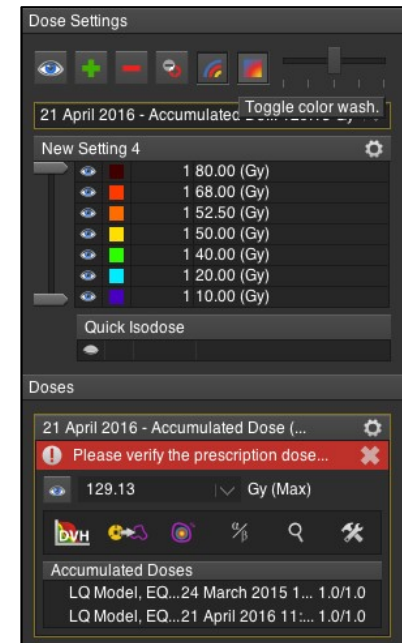 Dose Settings
Toggle color wash.
21 April 2016 - Accumulated
New Setting 4
1 80.00 (Gy)
1 68.00 (Gy)
1 52.50 (Gy)
1 50.00 (Gy)
1 40.00 (Gy)
1 20.00 (Gy)
1 10.00 (Gy)
Quick Isodose
Doses
21 April 2016 - Accumulated Dose (...
Please verify the prescription dose...
129.13 Gy (Max)
DVH α/β
Accumulated Doses
LQ Model, EQ...24 March 2015 1... 1.0/1.0
LQ Model, EQ...21 April 2016 11:... 1.0/1.0